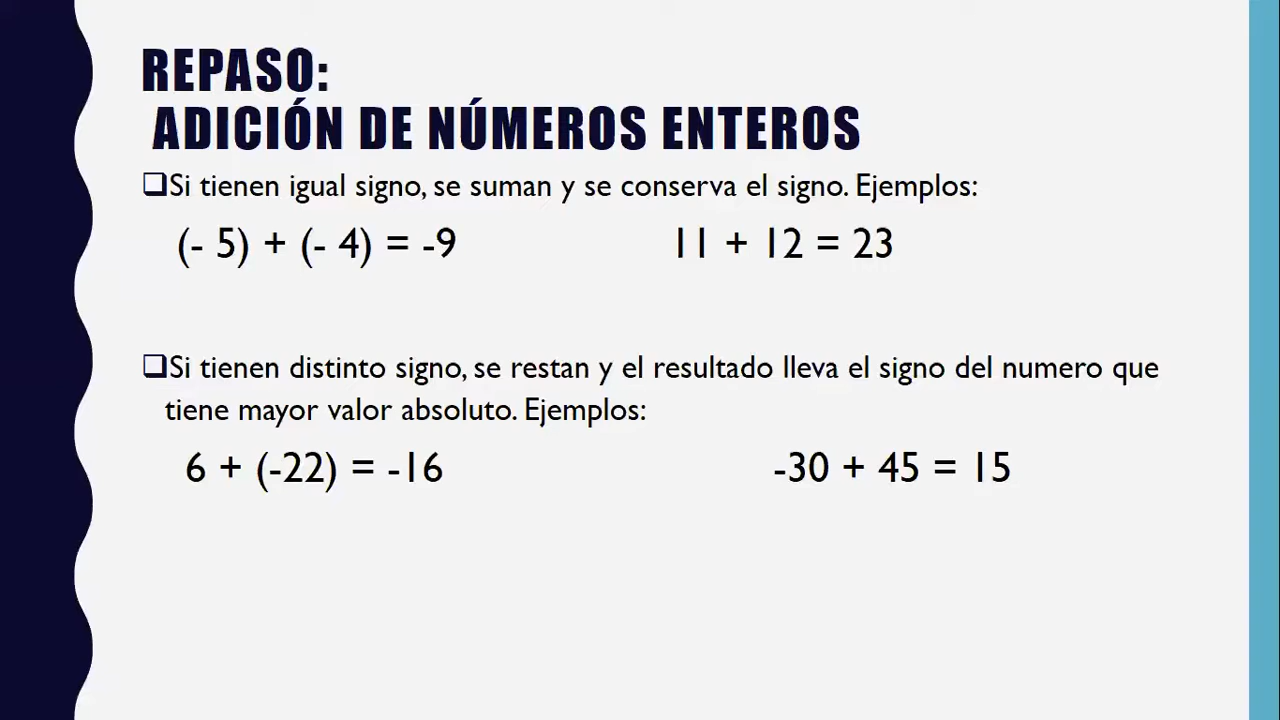 REPASO:
ADICIÓN DE NÚMEROS ENTEROS
❑Si tienen igual signo, se suman y se conserva el signo. Ejemplos:
(- 5) + (- 4) = -9 11 + 12 = 23
❑Si tienen distinto signo, se restan y el resultado lleva el signo del numero que
tiene mayor valor absoluto. Ejemplos:
6 + (-22) = -16 -30 + 45 = 15